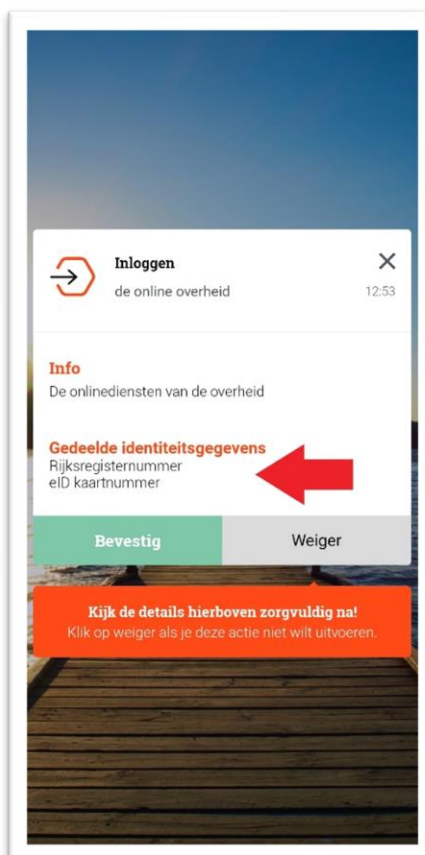 Inloggen
de online overheid
12:53
Info
De onlinediensten van de overheid
Gedeelde identiteitsgegevens
Rijksregisternummer
eID kaartnummer
Bevestig
Weiger
Kijk de details hierboven zorgvuldig na!
Klik op weiger als je deze actie niet wilt uitvoeren.